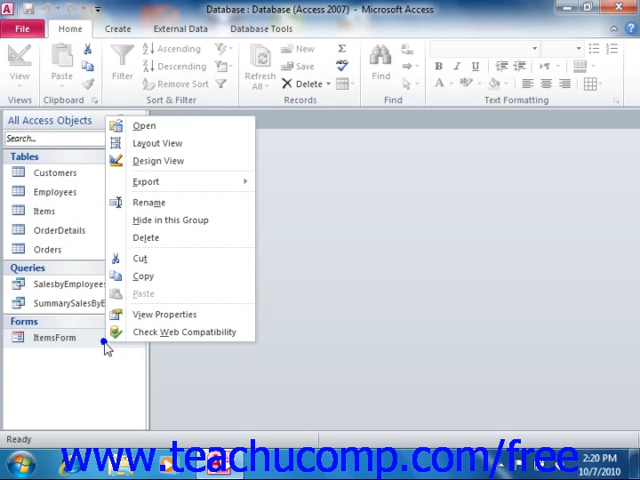 Database : Database (Access 2007) - Microsoft Access
File
Home
Create
External Data
Database Tools
View
Views
Paste
Clipboard
Filter
Ascending
Descending
Remove Sort
Sort & Filter
Refresh All
New
Save
Delete
Records
Find
B I U
A
Text Formatting
All Access Objects
Search...
Tables
Customers
Employees
Items
OrderDetails
Orders
Queries
SalesbyEmployee
SummarySalesByE
Forms
ItemsForm
Open
Layout View
Design View
Export
Rename
Hide in this Group
Delete
Cut
Copy
Paste
View Properties
Check Web Compatibility
Ready
www.teachucomp.com/free
2:20 PM
10/7/2010